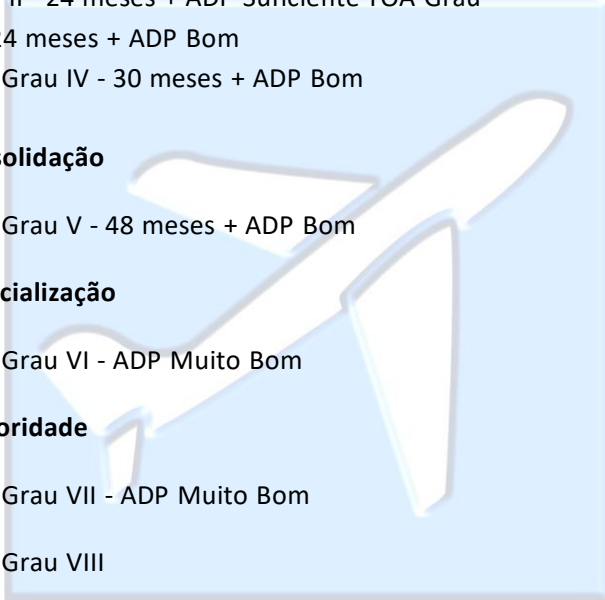 II - 24 meses + ADP Suficiente TOA Grau
24 meses + ADP Bom
Grau IV - 30 meses + ADP Bom
solidação
Grau V - 48 meses + ADP Bom
cialização
Grau VI - ADP Muito Bom
oridade
Grau VII - ADP Muito Bom
Grau VIII